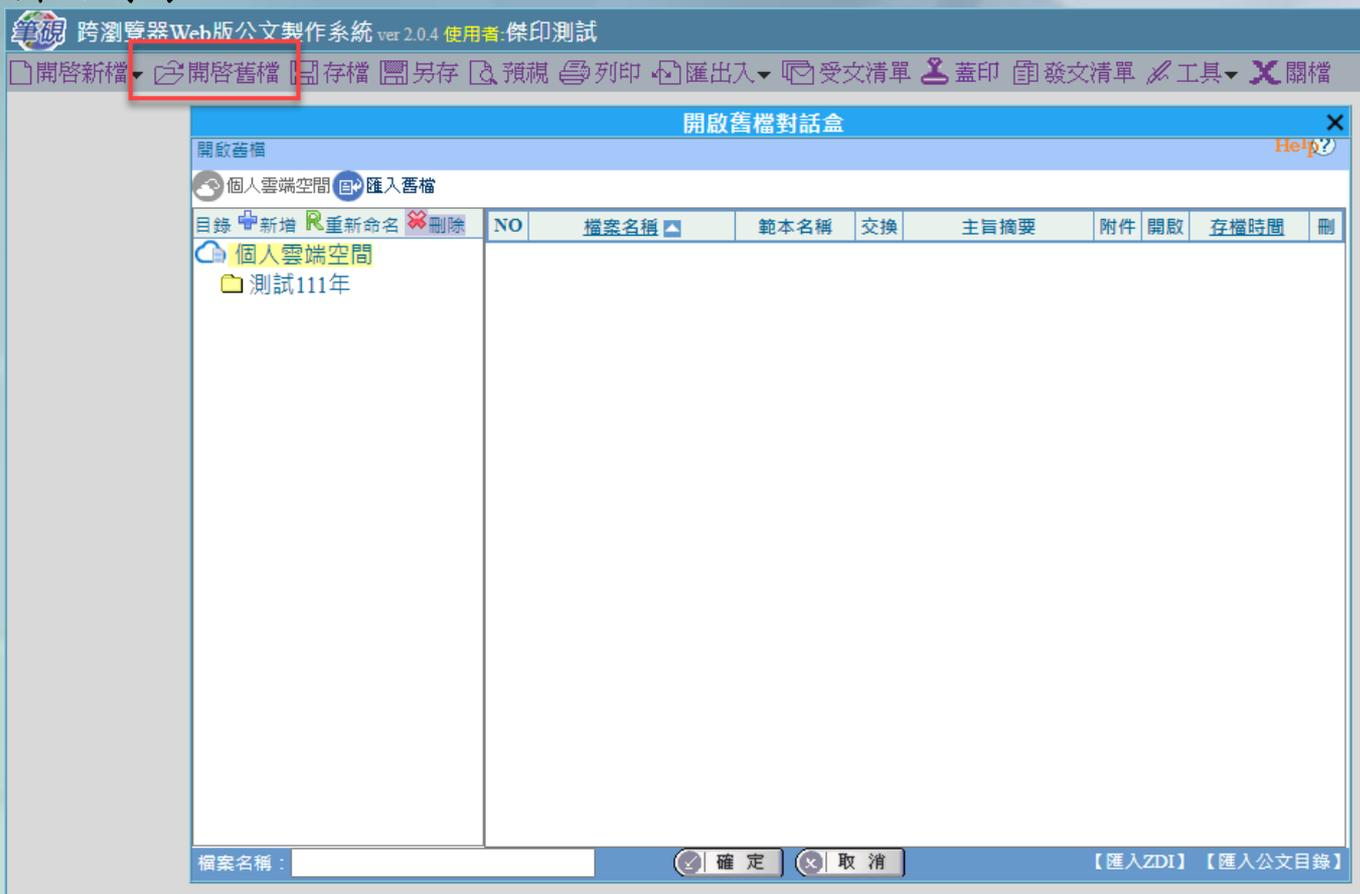 筆硯 跨瀏覽器Web版公文製作系統 ver 2.0.4 使用者:傑印測試
開啓新檔 開啓舊檔 存檔 另存 預視 列印 匯出入 受文清單 蓋印 發文清單 工具 關檔
開啟舊檔對話盒
開啟舊檔 Help
個人雲端空間 匯入舊檔
目錄 新增 R重新命名 刪除 NO 檔案名稱 範本名稱 交換 主旨摘要 附件 開啟 存檔時間 刪
個人雲端空間
測試111年
檔案名稱: 確定 取消 【匯入ZDI】【匯入公文目錄】